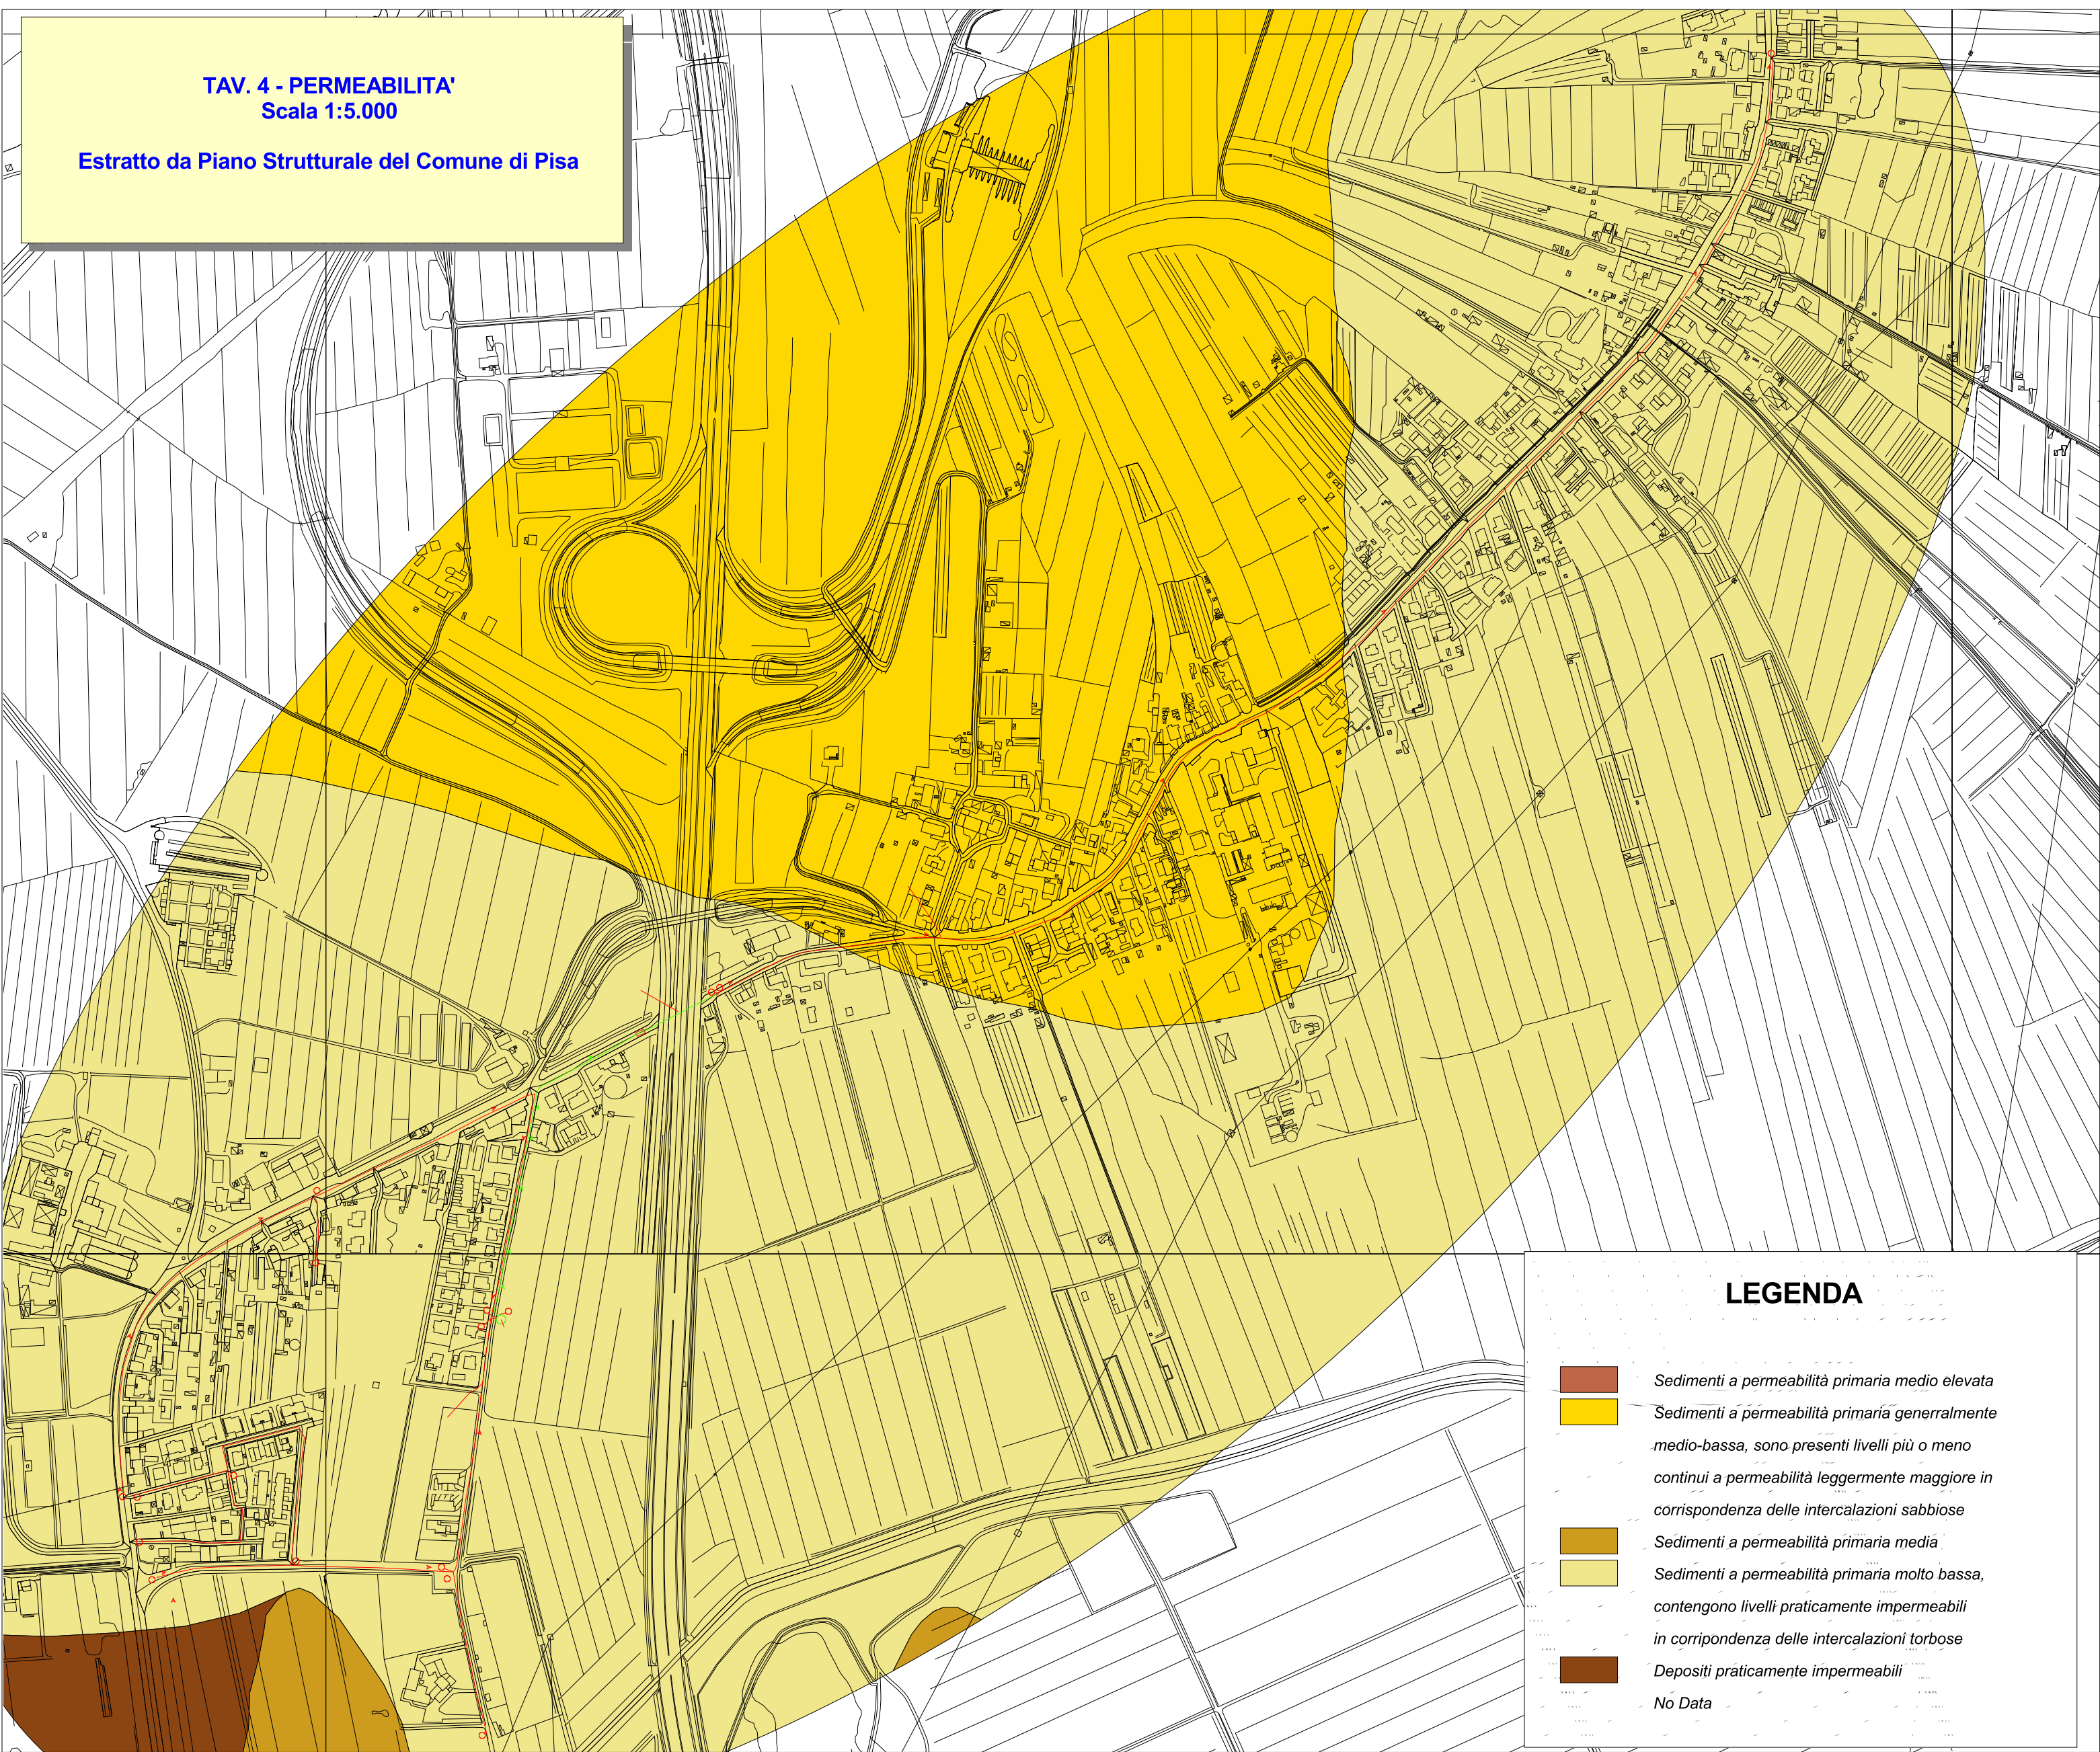 TAV. 4 - PERMEABILITA'
Scala 1:5.000
Estratto da Piano Strutturale del Comune di Pisa
LEGENDA
Sedimenti a permeabilità primaria medio elevata
Sedimenti a permeabilità primaria generralmente
medio-bassa, sono presenti livelli più o meno
continui a permeabilità leggermente maggiore in
corrispondenza delle intercalazioni sabbiose
Sedimenti a permeabilità primaria media
Sedimenti a permeabilità primaria molto bassa,
contengono livelli praticamente impermeabili
in corripondenza delle intercalazioni torbose
Depositi praticamente impermeabili
No Data